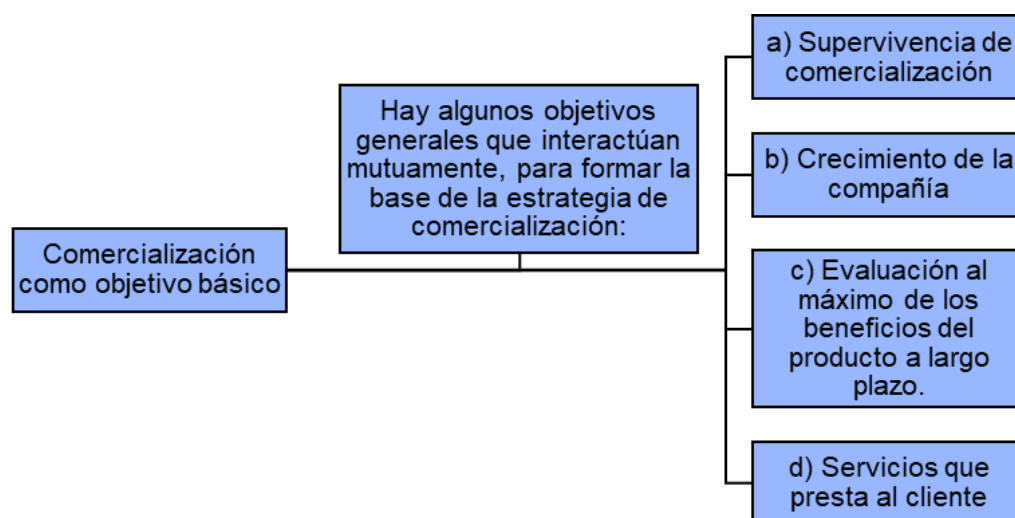 Comercialización
como objetivo básico
Hay algunos objetivos
generales que interactúan
mutuamente, para formar la
base de la estrategia de
comercialización:
a) Supervivencia de
comercialización
b) Crecimiento de la
compañía
c) Evaluación al
máximo de los
beneficios del
producto a largo
plazo.
d) Servicios que
presta al cliente